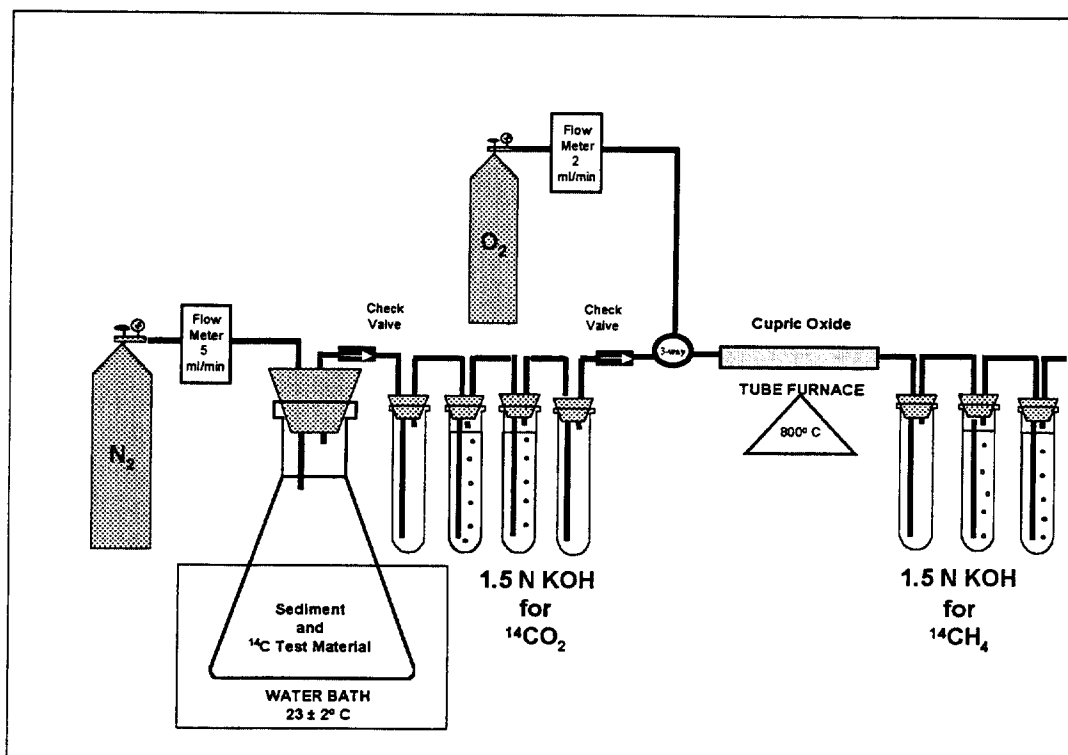 Flow
Meter
2
ml/min
O₂
Flow
Meter
5
ml/min
N₂
Check
Valve
Check
Valve
3-way
Cupric Oxide
TUBE FURNACE
800º C
Sediment
and
¹⁴C Test Material
WATER BATH
23 ± 2º C
1.5 N KOH
for
¹⁴CO₂
1.5 N KOH
for
¹⁴CH₄